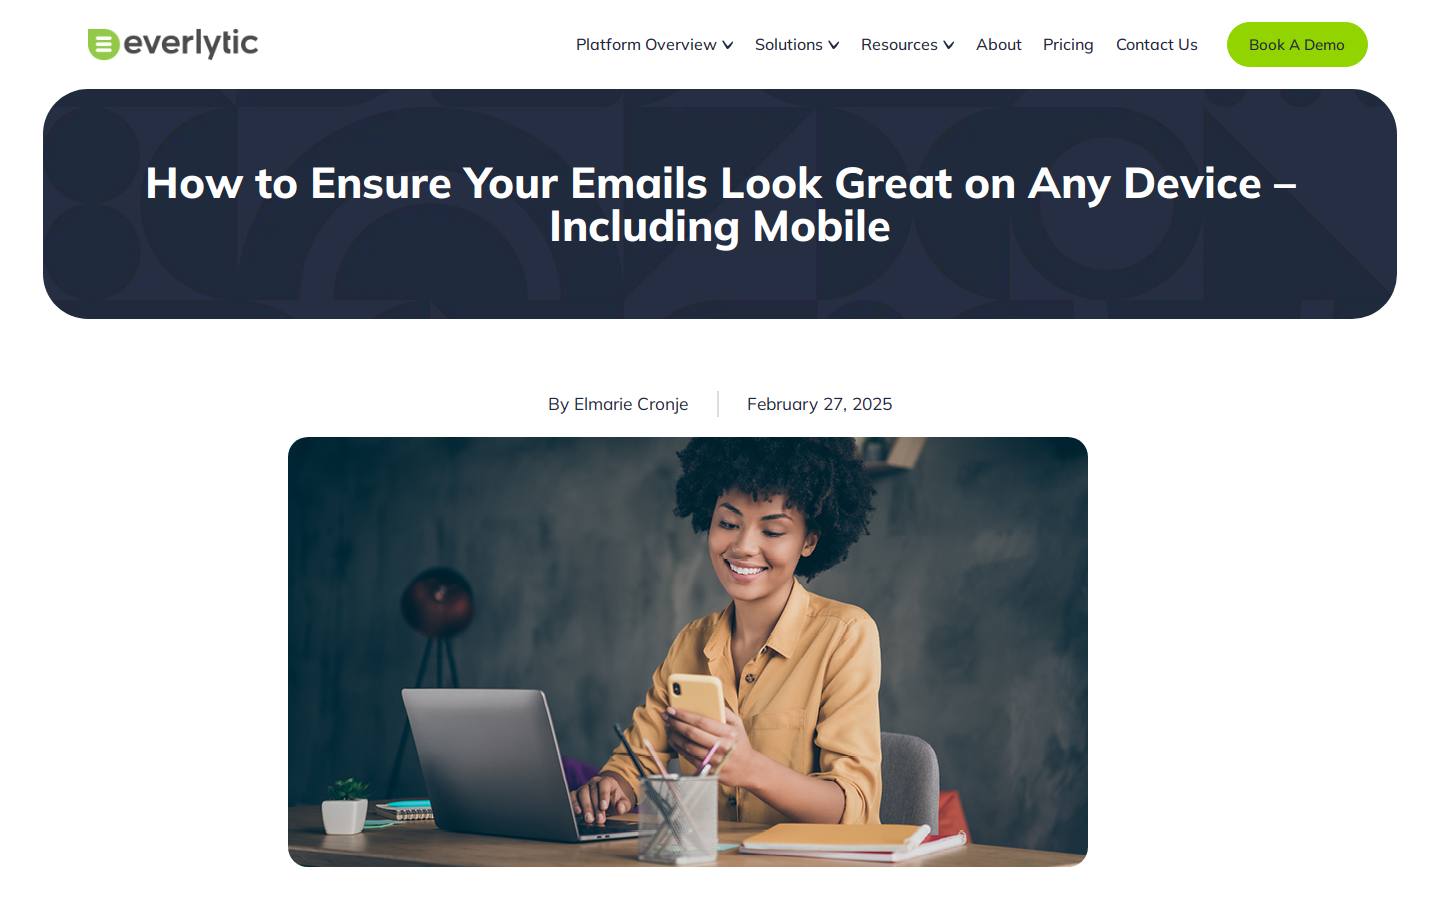 everlytic
Platform Overview Solutions Resources About Pricing Contact Us Book A Demo
How to Ensure Your Emails Look Great on Any Device –
Including Mobile
By Elmarie Cronje February 27, 2025